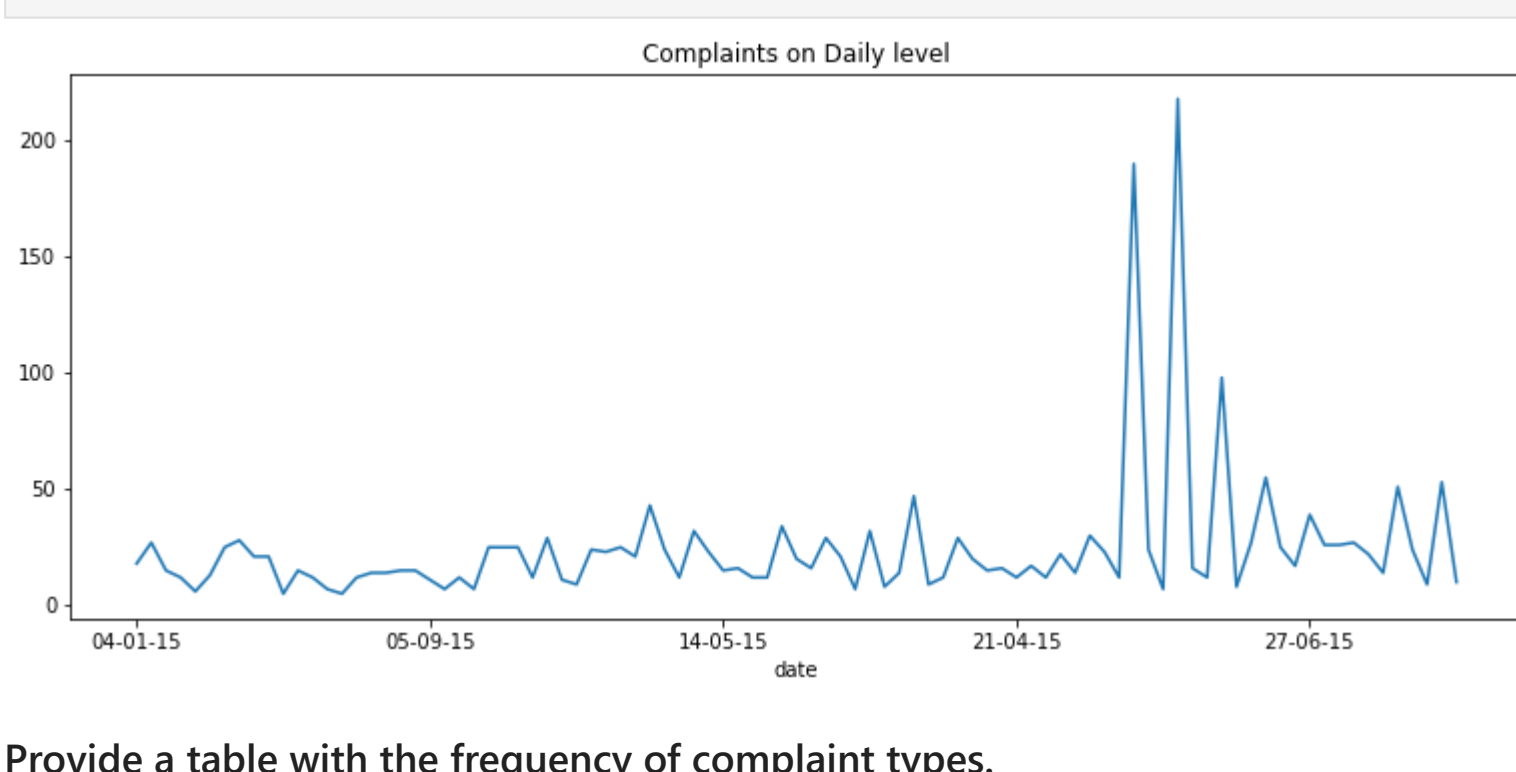 Complaints on Daily level
200
150
100
50
0
04-01-15 05-09-15 14-05-15 21-04-15 27-06-15
date
Provide a table with the frequency of complaint types.